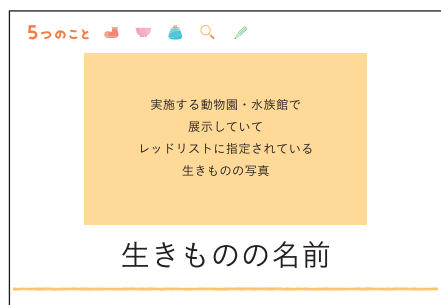 5つのこと
実施する動物園・水族館で
展示していて
レッドリストに指定されている
生きものの写真
生きものの名前